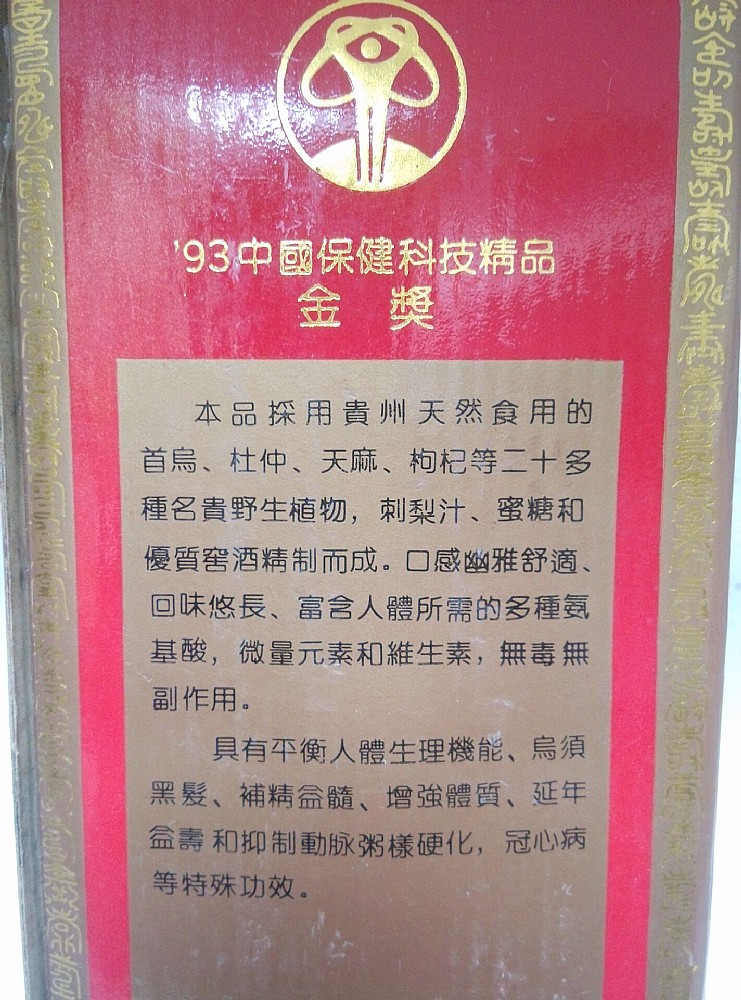 '93中國保健科技精品
金獎
本品採用貴州天然食用的
首烏、杜仲、天麻、枸杞等二十多
種名貴野生植物，刺梨汁、蜜糖和
優質窖酒精制而成。口感幽雅舒適、
回味悠長、富含人體所需的多種氨
基酸，微量元素和維生素，無毒無
副作用。
具有平衡人體生理機能、烏須
黑髮、補精益髓、增強體質、延年
益壽和抑制動脉粥樣硬化，冠心病
等特殊功效。